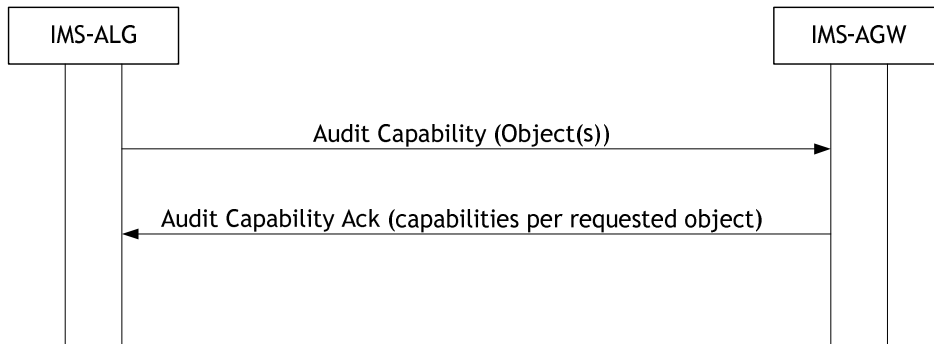 IMS-ALG
IMS-AGW
Audit Capability (Object(s))
Audit Capability Ack (capabilities per requested object)